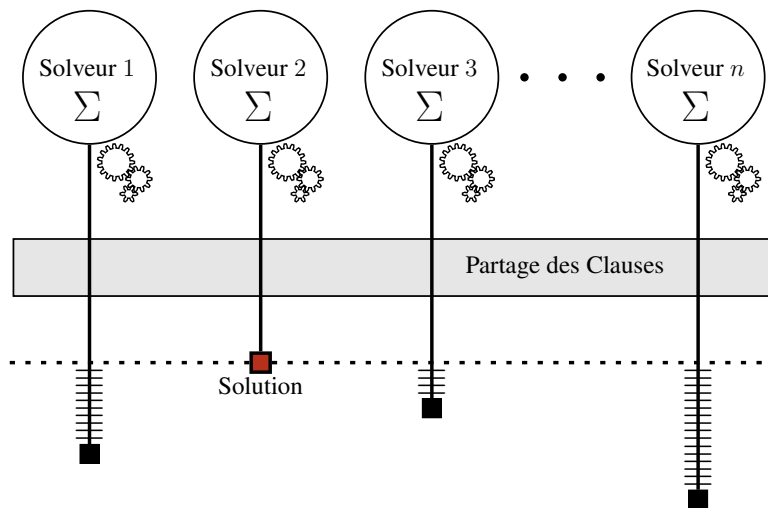 Solveur 1
∑
Solveur 2
∑
Solveur 3
∑
Solveur n
∑
Partage des Clauses
Solution